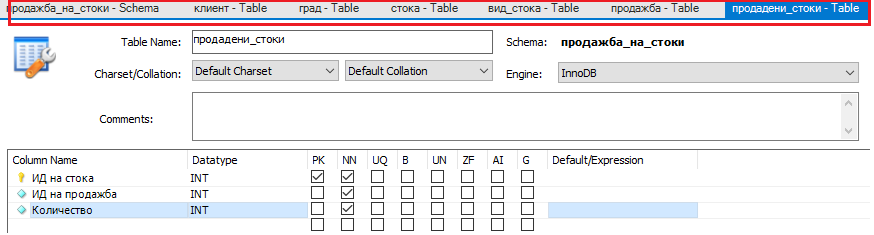 продажба_на_стоки - Schema клиент - Table град - Table стока - Table вид_стока - Table продажба - Table продадени_стоки - Table
Table Name: продадени_стоки Schema: продажба_на_стоки
Charset/Collation: Default Charset Default Collation Engine: InnoDB
Comments:
Column Name Datatype PK NN UQ B UN ZF AI G Default/Expression
ИД на стока INT
ИД на продажба INT
Количество INT